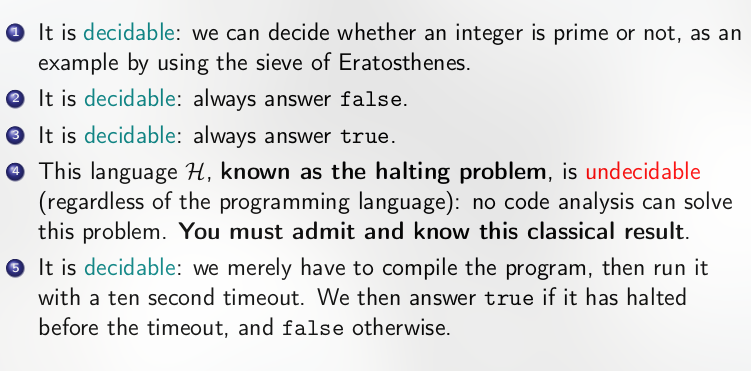 1 It is decidable: we can decide whether an integer is prime or not, as an
example by using the sieve of Eratosthenes.
2 It is decidable: always answer false.
3 It is decidable: always answer true.
4 This language ℋ, known as the halting problem, is undecidable
(regardless of the programming language): no code analysis can solve
this problem. You must admit and know this classical result.
5 It is decidable: we merely have to compile the program, then run it
with a ten second timeout. We then answer true if it has halted
before the timeout, and false otherwise.